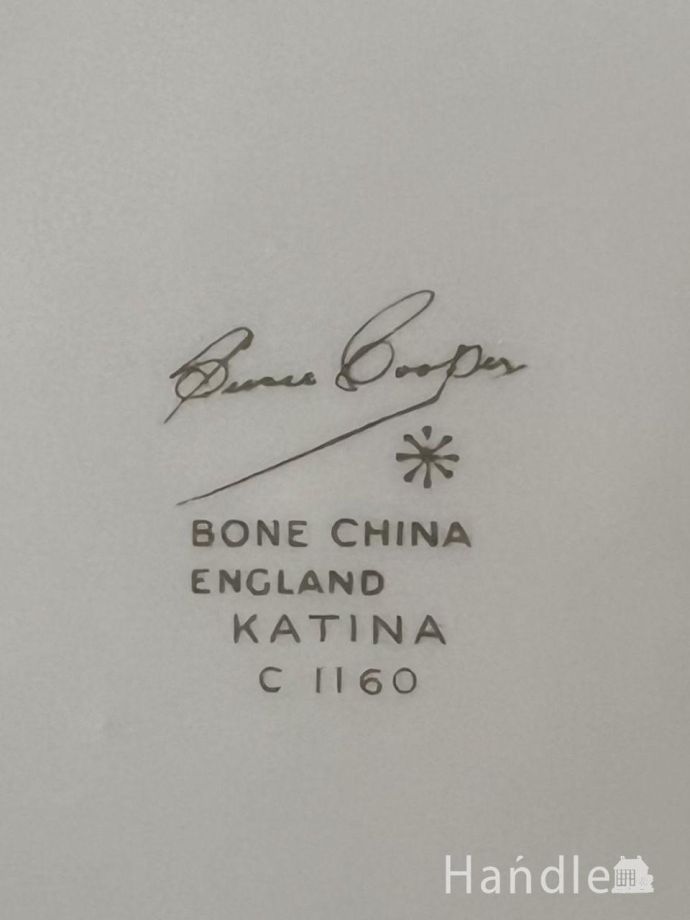 Susie Cooper
BONE CHINA
ENGLAND
KATINA
C 1160
Handle